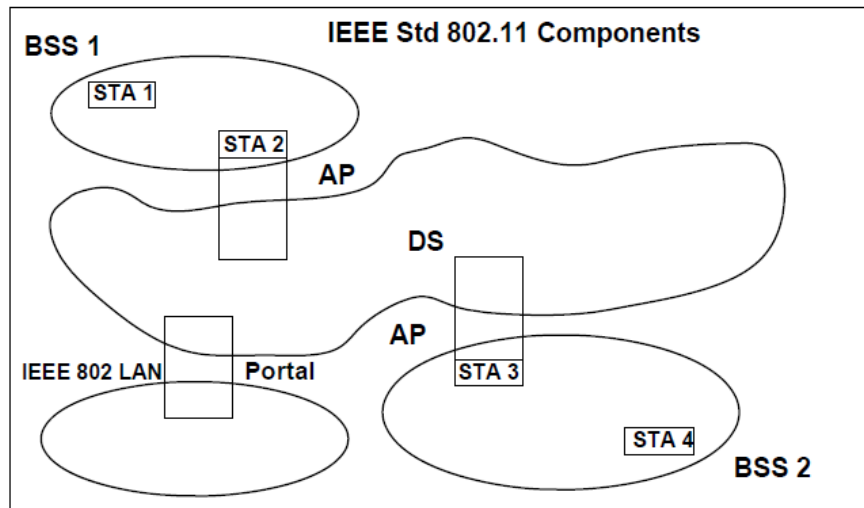 IEEE Std 802.11 Components
BSS 1
STA 1
STA 2
AP
DS
AP
IEEE 802 LAN
Portal
STA 3
STA 4
BSS 2